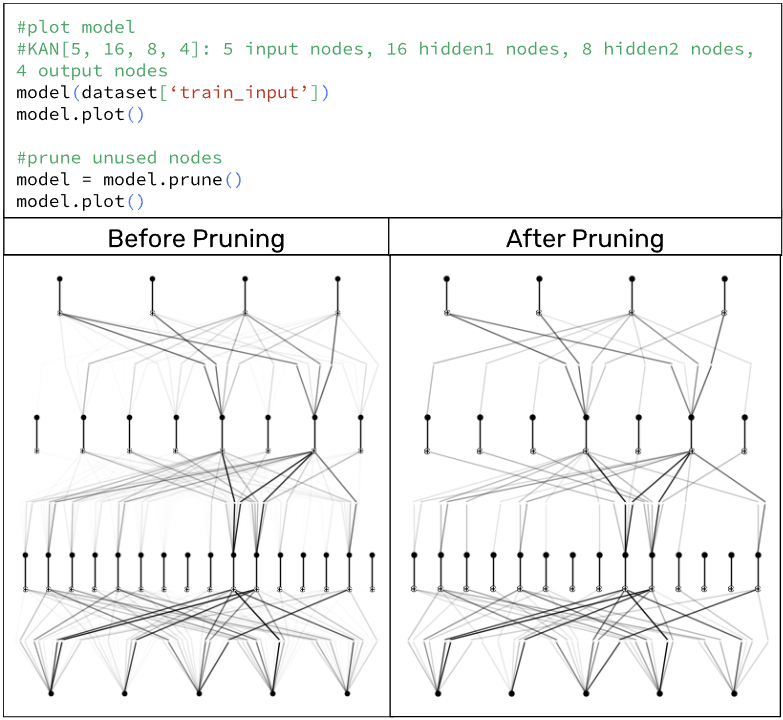 #plot model
#KAN[5, 16, 8, 4]: 5 input nodes, 16 hidden1 nodes, 8 hidden2 nodes,
4 output nodes
model(dataset[‘train_input’])
model.plot()
#prune unused nodes
model = model.prune()
model.plot()
Before Pruning
After Pruning